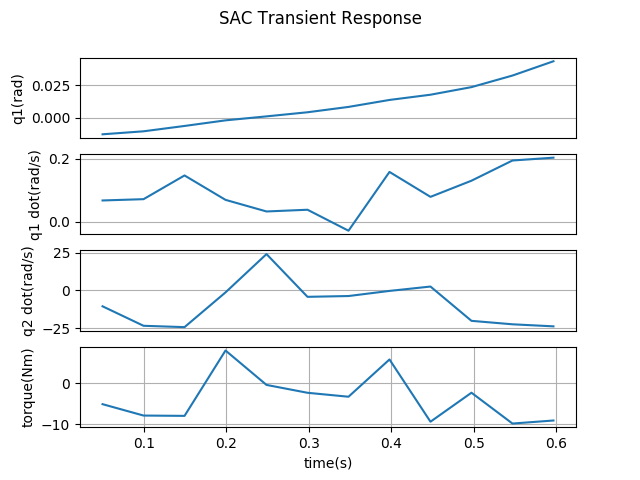 SAC Transient Response
q1(rad)
0.025
0.000
q1 dot(rad/s)
0.2
0.0
q2 dot(rad/s)
25
0
−25
torque(Nm)
0
−10
0.1 0.2 0.3 0.4 0.5 0.6
time(s)